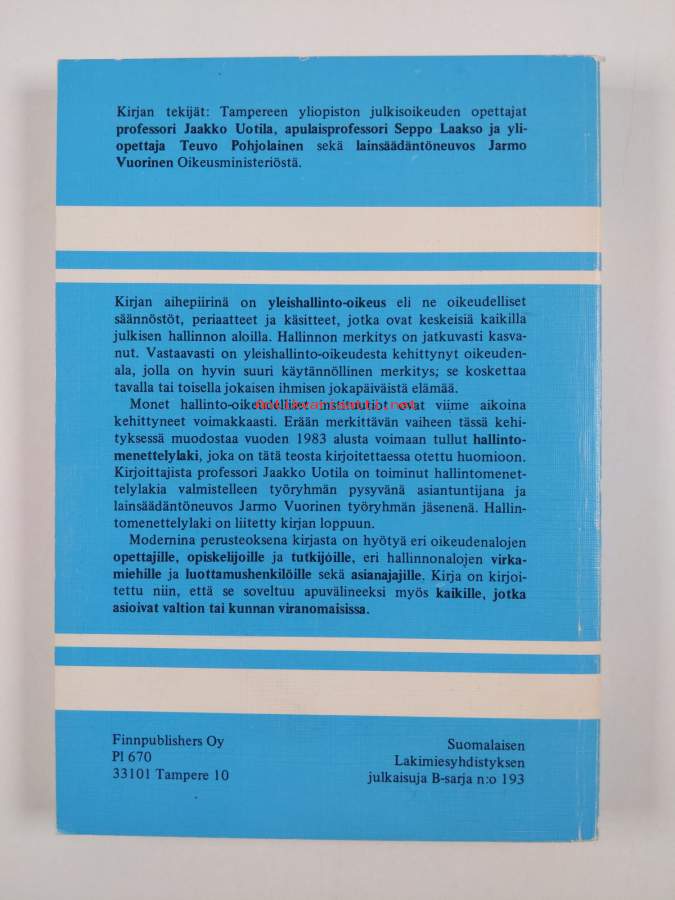 Kirjan tekijät: Tampereen yliopiston julkisoikeuden opettajat
professori Jaakko Uotila, apulaisprofessori Seppo Laakso ja yli-
opettaja Teuvo Pohjolainen sekä lainsäädäntöneuvos Jarmo
Vuorinen Oikeusministeriöstä.
Kirjan aihepiirinä on yleishallinto-oikeus eli ne oikeudelliset
säännöstöt, periaatteet ja käsitteet, jotka ovat keskeisiä kaikilla
julkisen hallinnon aloilla. Hallinnon merkitys on jatkuvasti kasva-
nut. Vastaavasti on yleishallinto-oikeudesta kehittynyt oikeuden-
ala, jolla on hyvin suuri käytännöllinen merkitys; se koskettaa
tavalla tai toisella jokaisen ihmisen jokapäiväistä elämää.
Monet hallinto-oikeudelliset instituutiot ovat viime aikoina
kehittyneet voimakkaasti. Erään merkittävän vaiheen tässä kehi-
tyksessä muodostaa vuoden 1983 alusta voimaan tullut hallinto-
menettelylaki, joka on tätä teosta kirjoitettaessa otettu huomioon.
Kirjoittajista professori Jaakko Uotila on toiminut hallintomenet-
telylakia valmistelleen työryhmän pysyvänä asiantuntijana ja
lainsäädäntöneuvos Jarmo Vuorinen työryhmän jäsenenä. Hallin-
tomenettelylaki on liitetty kirjan loppuun.
Modernina perusteoksena kirjasta on hyötyä eri oikeudenalojen
opettajille, opiskelijoille ja tutkijoille, eri hallinnonalojen virka-
miehille ja luottamushenkilöille sekä asianajajille. Kirja on kirjoi-
tettu niin, että se soveltuu apuvälineeksi myös kaikille, jotka
asioivat valtion tai kunnan viranomaisissa.
Finnpublishers Oy
Pl 670
33101 Tampere 10
Suomalaisen
Lakimiesyhdistyksen
julkaisuja B-sarja n:o 193